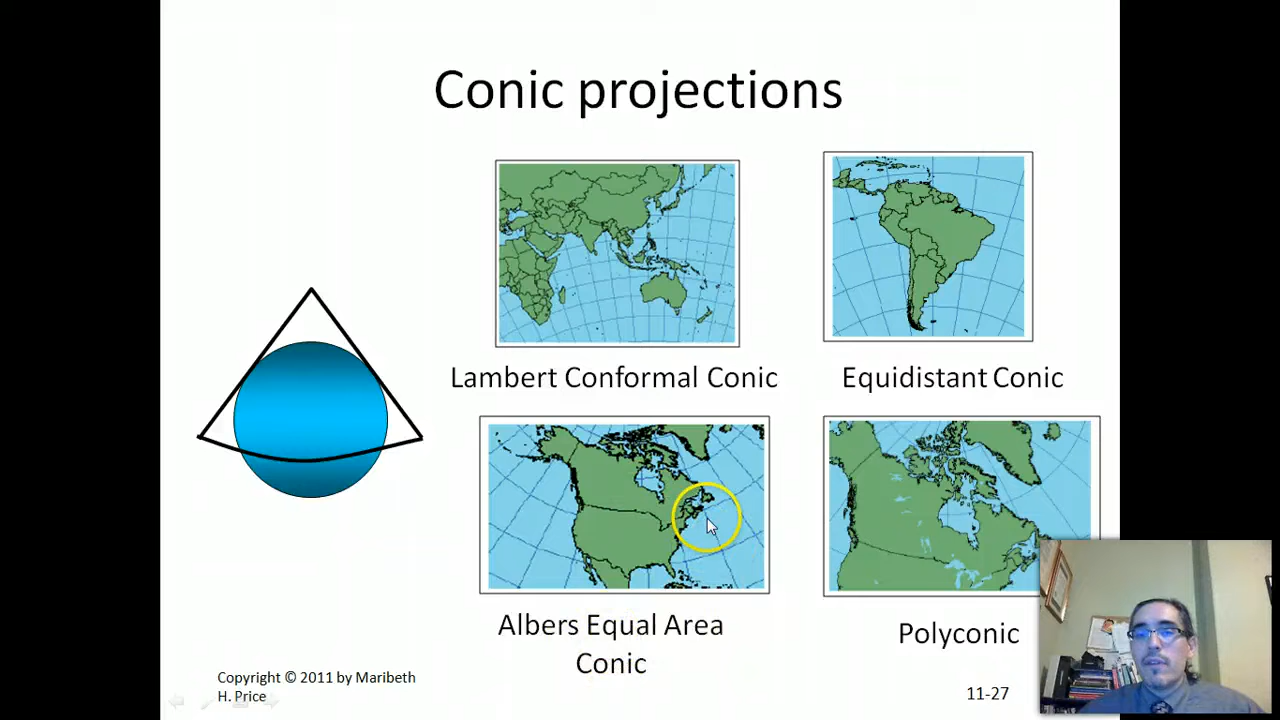 Conic projections
Lambert Conformal Conic
Equidistant Conic
Albers Equal Area
Conic
Polyconic
Copyright © 2011 by Maribeth
H. Price
11-27